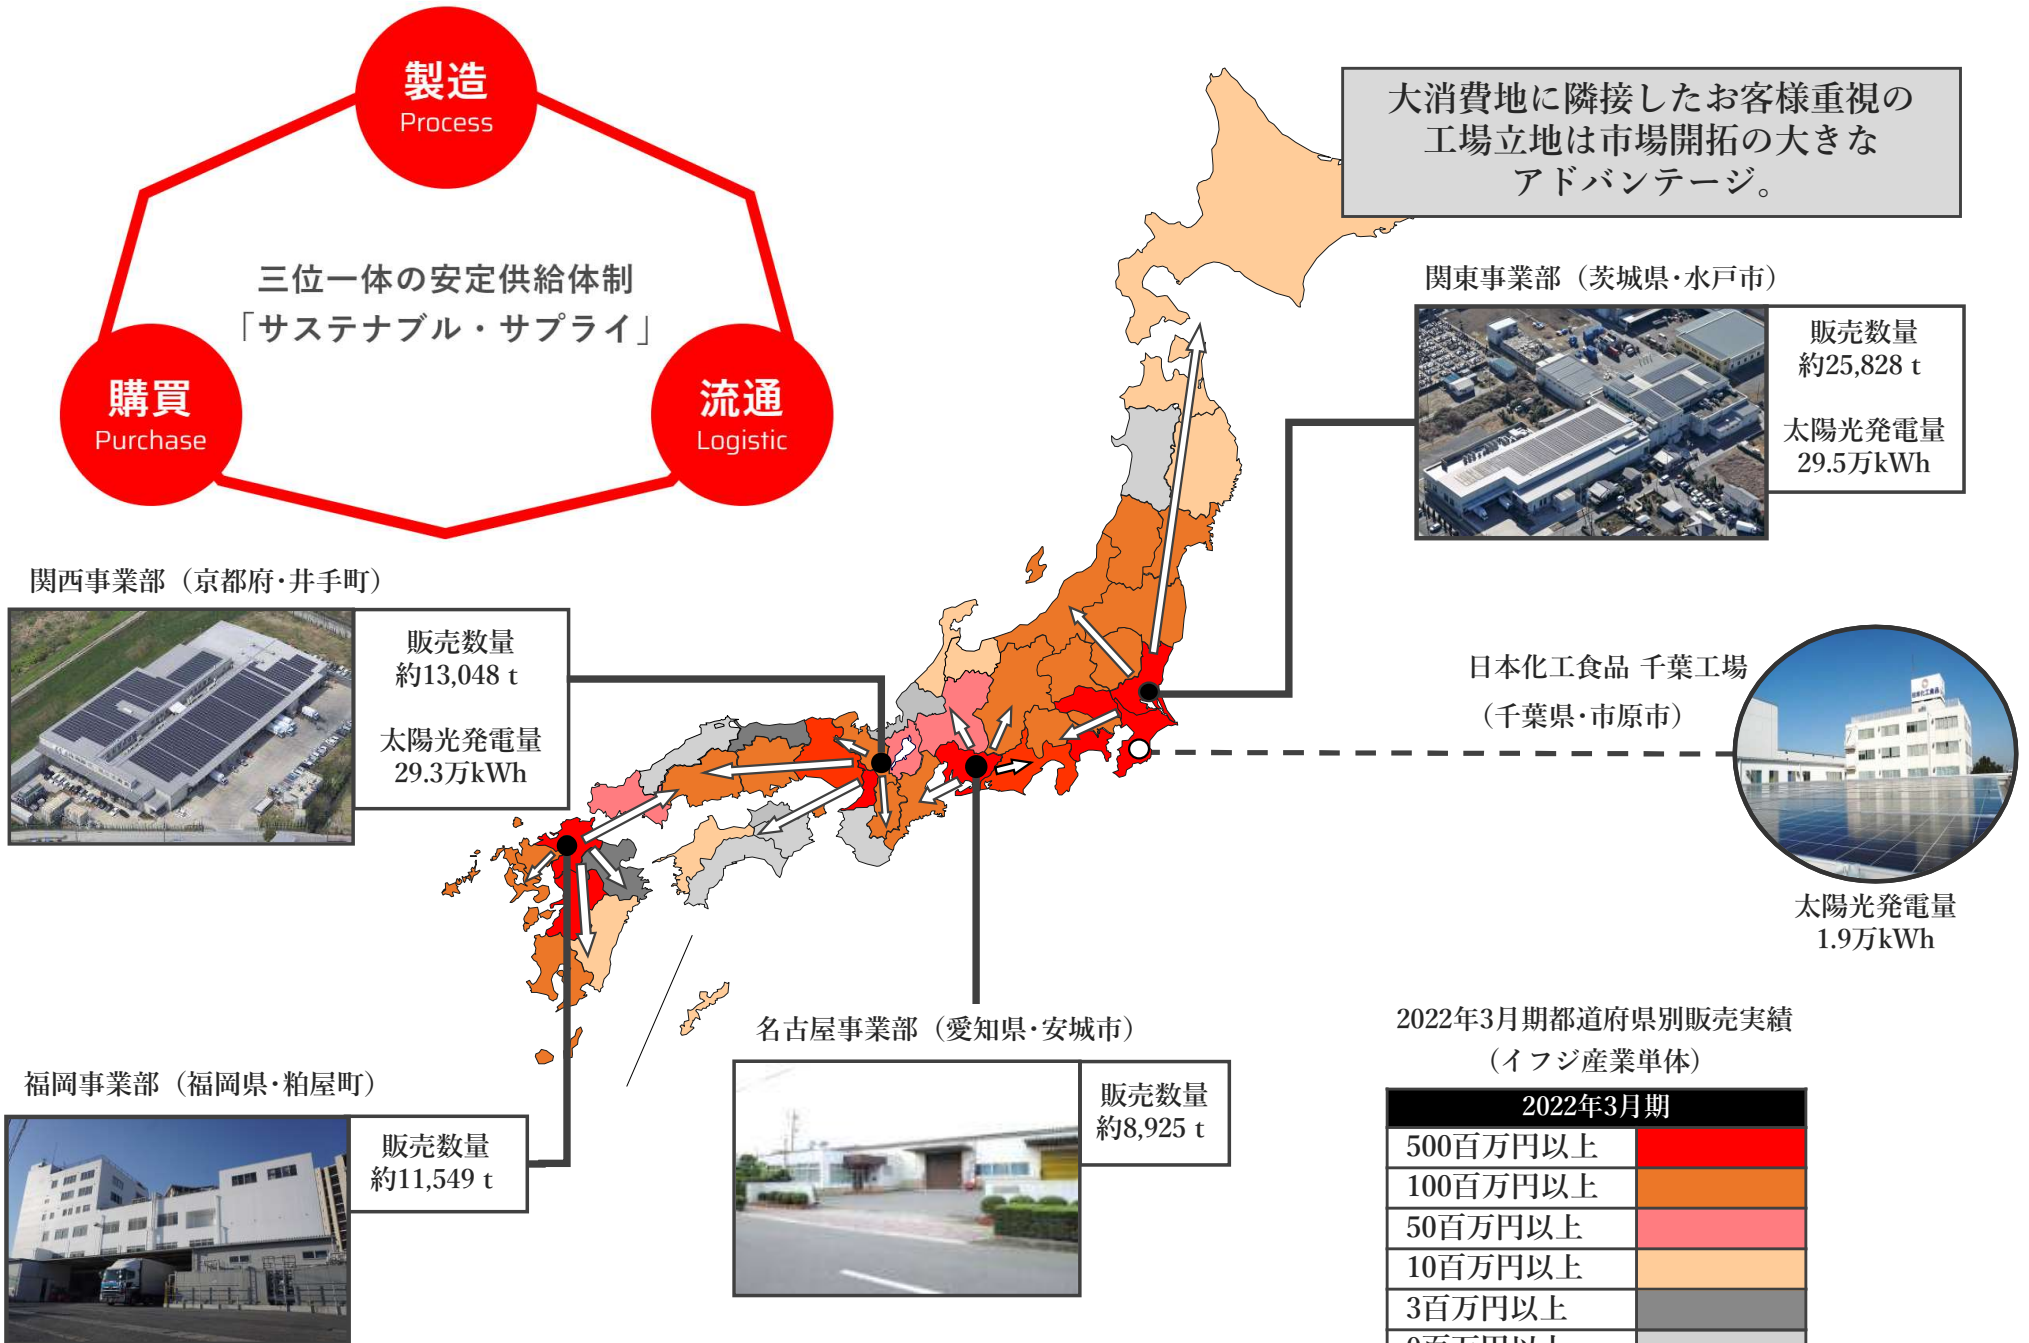 製造
Process
三位一体の安定供給体制
「サステナブル・サプライ」
購買
Purchase
流通
Logistic
大消費地に隣接したお客様重視の
工場立地は市場開拓の大きな
アドバンテージ。
関東事業部（茨城県・水戸市）
販売数量
約25,828 t
太陽光発電量
29.5万kWh
関西事業部（京都府・井手町）
販売数量
約13,048 t
太陽光発電量
29.3万kWh
日本化工食品 千葉工場
（千葉県・市原市）
太陽光発電量
1.9万kWh
名古屋事業部（愛知県・安城市）
販売数量
約8,925 t
福岡事業部（福岡県・粕屋町）
販売数量
約11,549 t
2022年3月期都道府県別販売実績
（イフジ産業単体）
2022年3月期
500百万円以上
100百万円以上
50百万円以上
10百万円以上
3百万円以上
0百万円以上